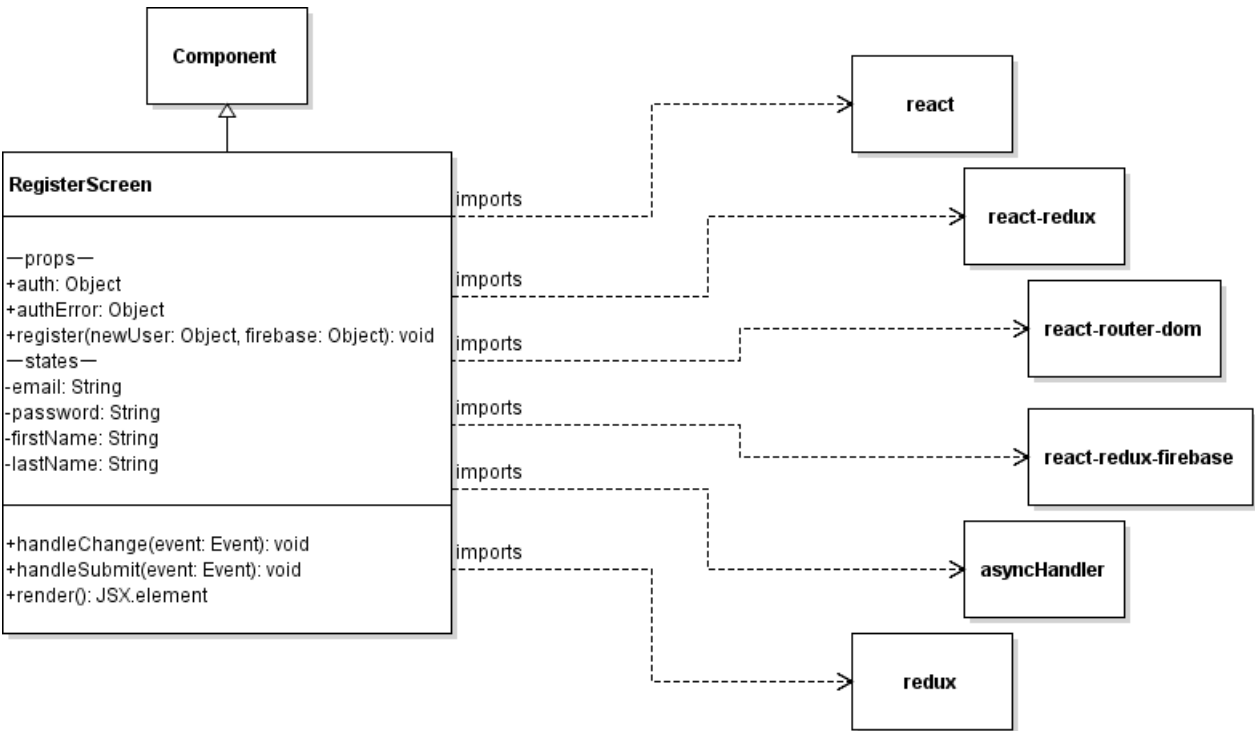 Component
RegisterScreen
—props—
+auth: Object
+authError: Object
+register(newUser: Object, firebase: Object): void
—states—
-email: String
-password: String
-firstName: String
-lastName: String
+handleChange(event: Event): void
+handleSubmit(event: Event): void
+render(): JSX.element
imports
react
imports
react-redux
imports
react-router-dom
imports
react-redux-firebase
imports
asyncHandler
imports
redux